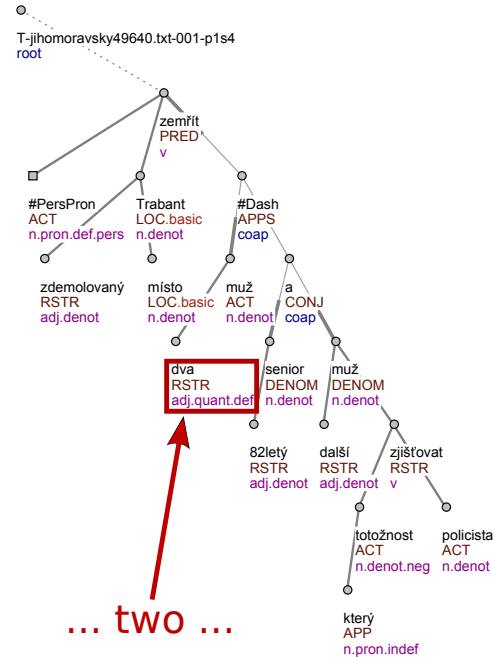 T-jihomoravsky49640.txt-001-p1s4
root
zemřít
PRED
v
#PersPron
ACT
n.pron.def.pers
Trabant
LOC.basic
n.denot
#Dash
APPS
coap
zdemolovaný
RSTR
adj.denot
místo
LOC.basic
n.denot
muž
ACT
n.denot
a
CONJ
coap
dva
RSTR
adj.quant.def
senior
DENOM
n.denot
muž
DENOM
n.denot
82letý
RSTR
adj.denot
další
RSTR
adj.denot
zjišťovat
RSTR
v
totožnost
ACT
n.denot.neg
policista
ACT
n.denot
který
APP
n.pron.indef
... two ...